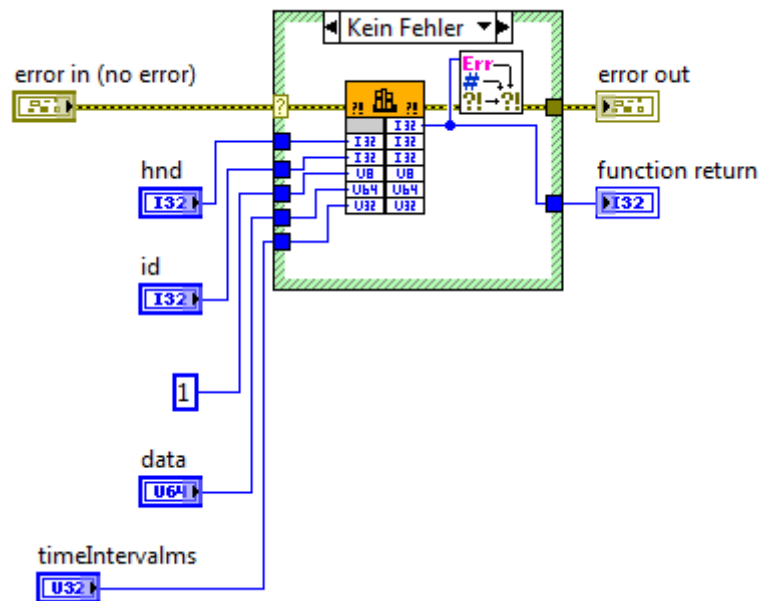 Kein Fehler
error in (no error)
error out
Err
#
?!→?!
?
?! ?!
I32
I32 I32
I32 I32
U8 U8
U64 U64
U32 U32
hnd
I32
function return
I32
id
I32
1
data
U64
timeIntervalms
U32